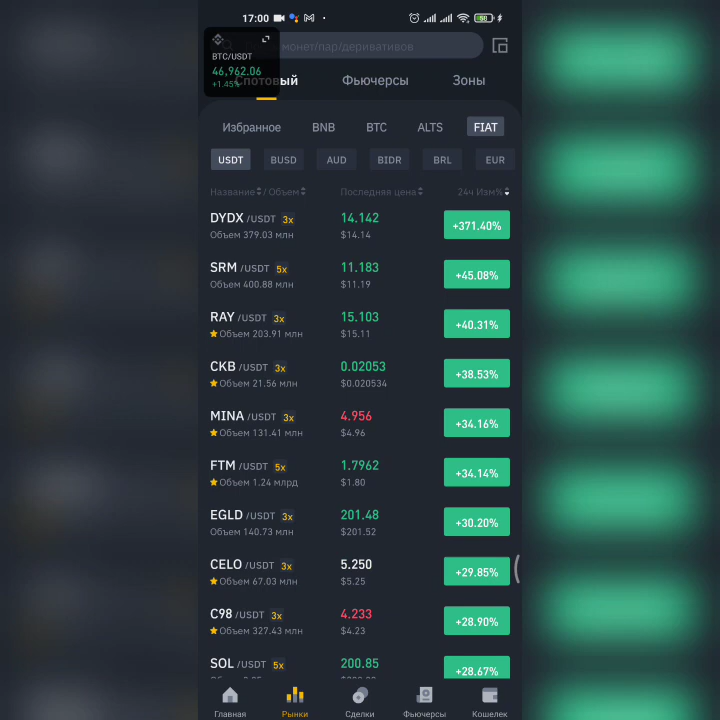 17:00
58
монет/пар/деривативов
BTC/USDT
46,962.06
+1.45%
Спотовый Фьючерсы Зоны
Избранное BNB BTC ALTS FIAT
USDT BUSD AUD BIDR BRL EUR
Название / Объем Последняя цена 24ч Изм%
DYDX /USDT 3x 14.142 +371.40%
Объем 379.03 млн $14.14
SRM /USDT 5x 11.183 +45.08%
Объем 400.88 млн $11.19
RAY /USDT 3x 15.103 +40.31%
Объем 203.91 млн $15.11
CKB /USDT 3x 0.02053 +38.53%
Объем 21.56 млн $0.020534
MINA /USDT 3x 4.956 +34.16%
Объем 131.41 млн $4.96
FTM /USDT 5x 1.7962 +34.14%
Объем 1.24 млрд $1.80
EGLD /USDT 3x 201.48 +30.20%
Объем 140.73 млн $201.52
CELO /USDT 3x 5.250 +29.85%
Объем 67.03 млн $5.25
C98 /USDT 3x 4.233 +28.90%
Объем 327.43 млн $4.23
SOL /USDT 5x 200.85 +28.67%
Главная Рынки Сделки Фьючерсы Кошелек